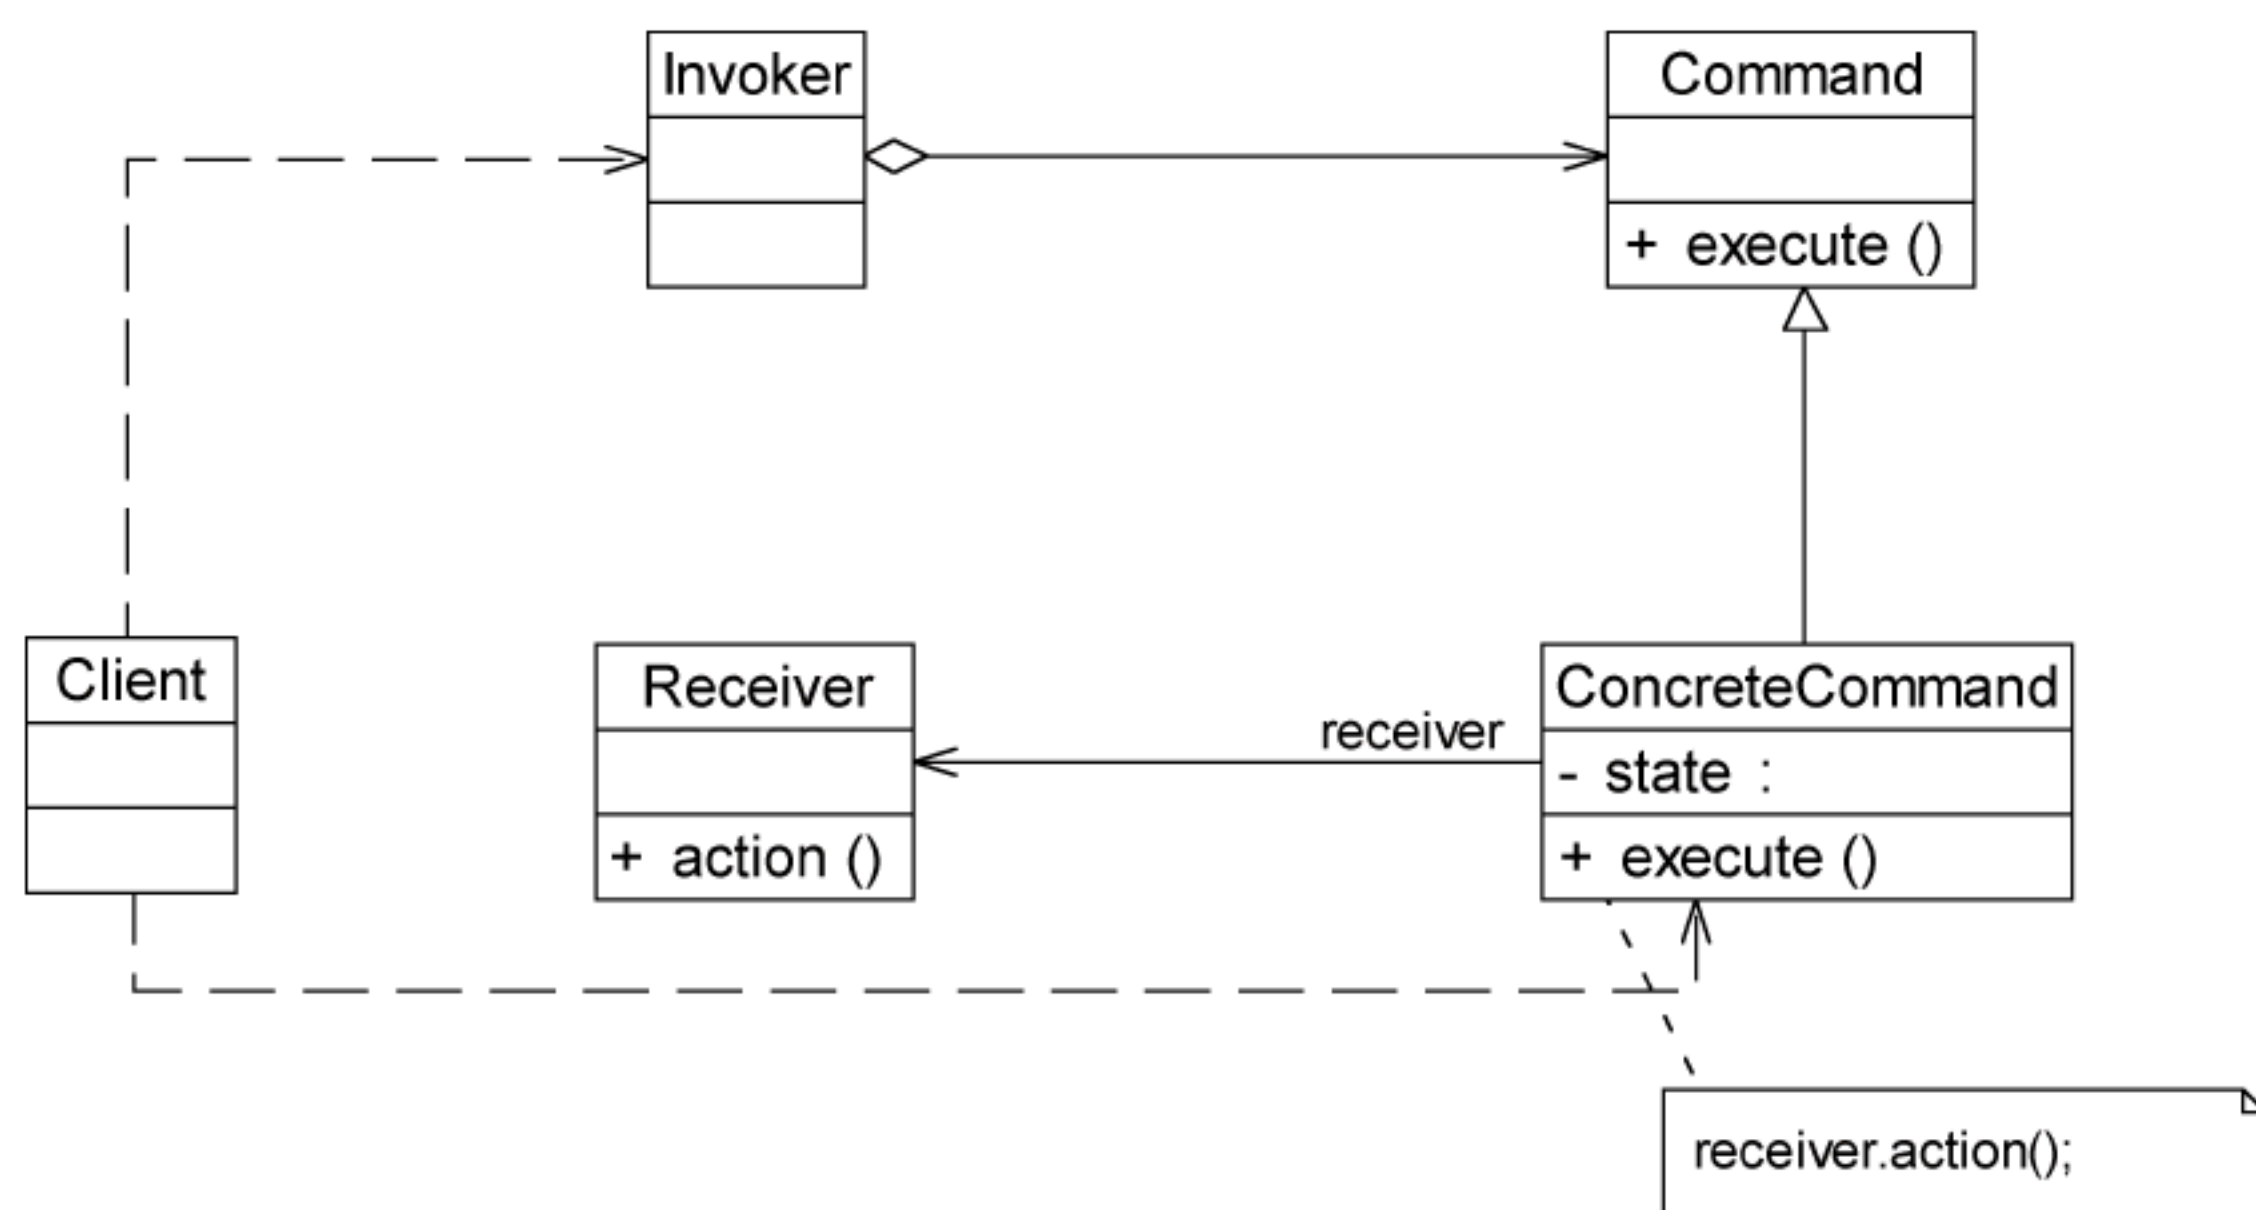 Invoker
Command
+ execute ()
Client
Receiver
+ action ()
receiver
ConcreteCommand
- state :
+ execute ()
receiver.action();